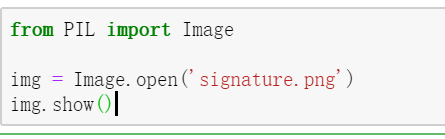 from PIL import Image
img = Image.open('signature.png')
img.show()